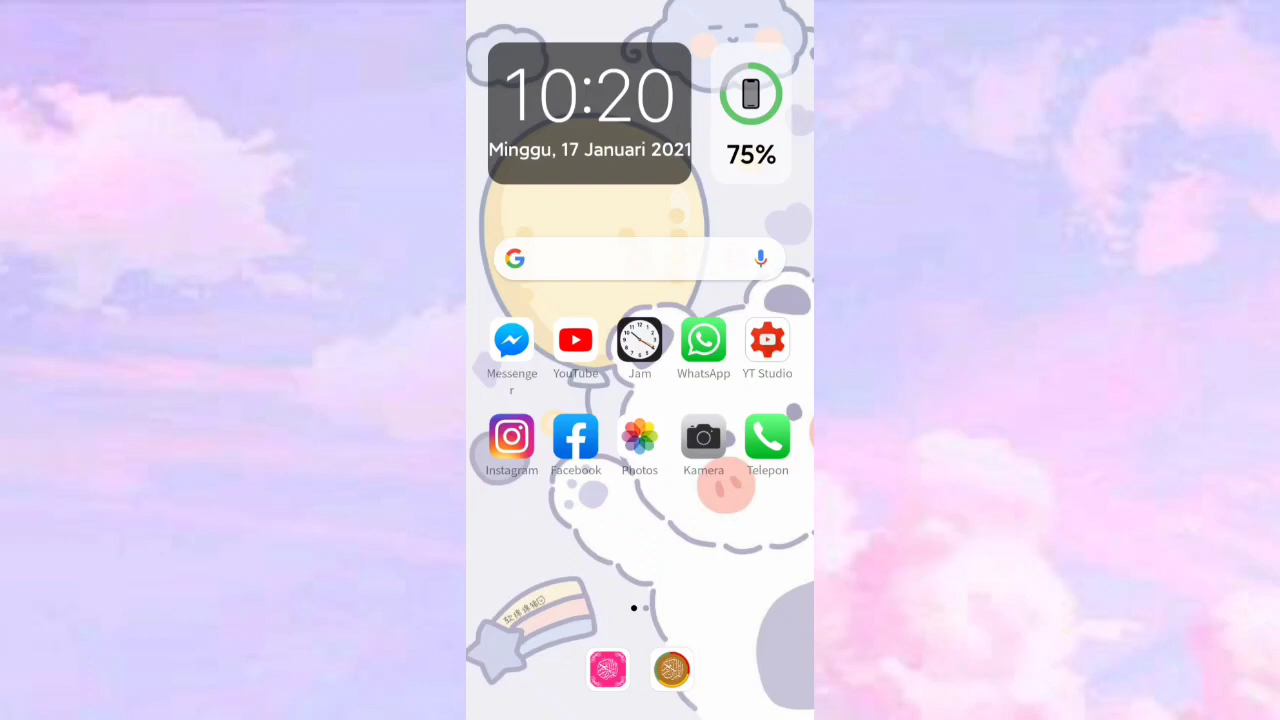 10:20
Minggu, 17 Januari 2021
75%
Messenge
r
YouTube
Jam
WhatsApp
YT Studio
Instagram
Facebook
Photos
Kamera
Telepon